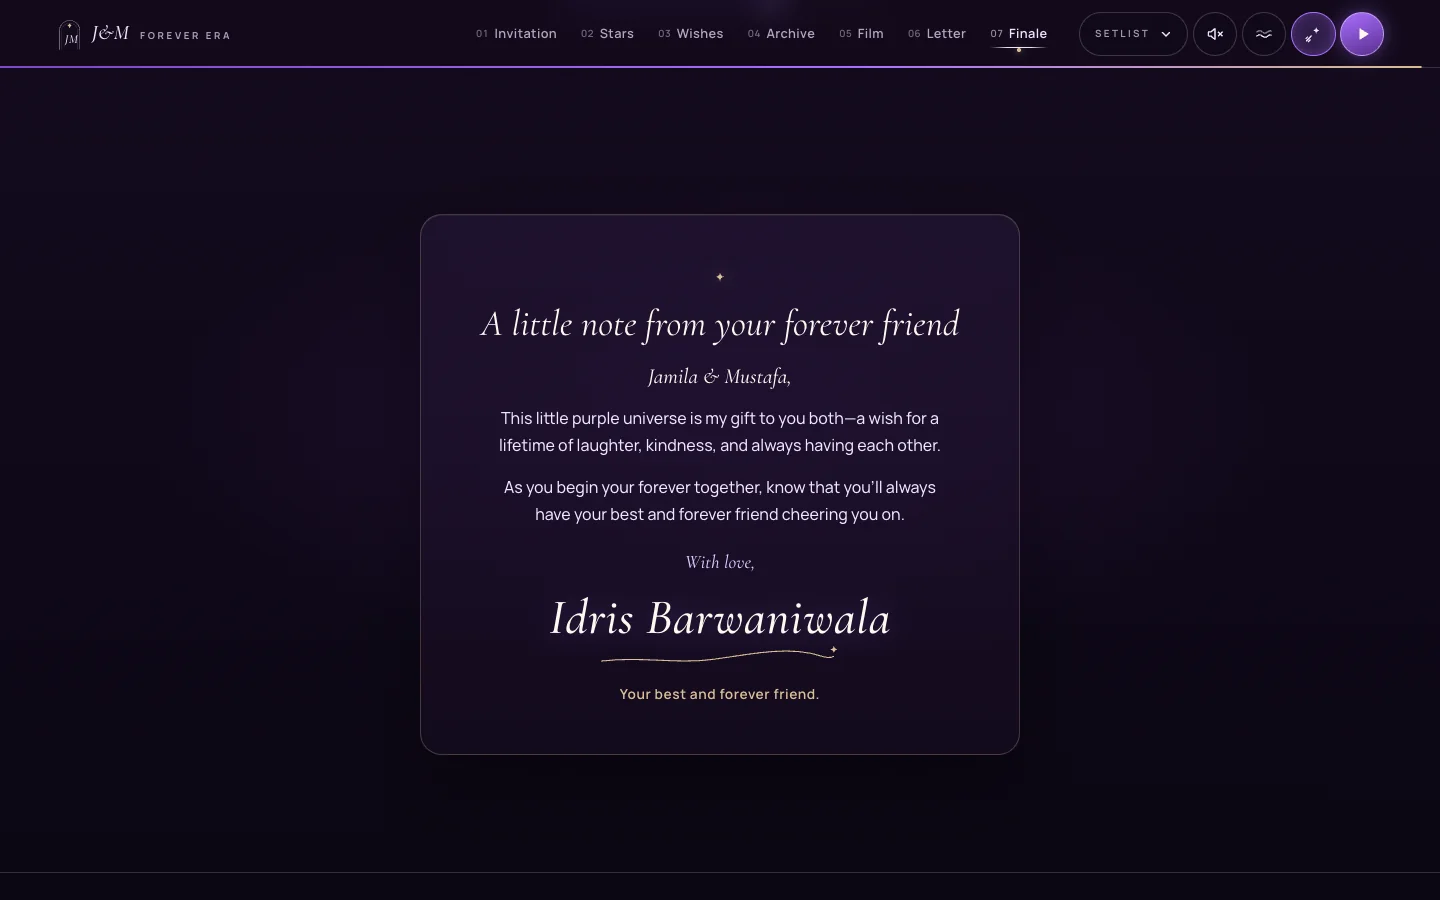 JM J&M FOREVER ERA
01 Invitation 02 Stars 03 Wishes 04 Archive 05 Film 06 Letter 07 Finale SETLIST
A little note from your forever friend
Jamila & Mustafa,
This little purple universe is my gift to you both—a wish for a
lifetime of laughter, kindness, and always having each other.
As you begin your forever together, know that you'll always
have your best and forever friend cheering you on.
With love,
Idris Barwaniwala
Your best and forever friend.